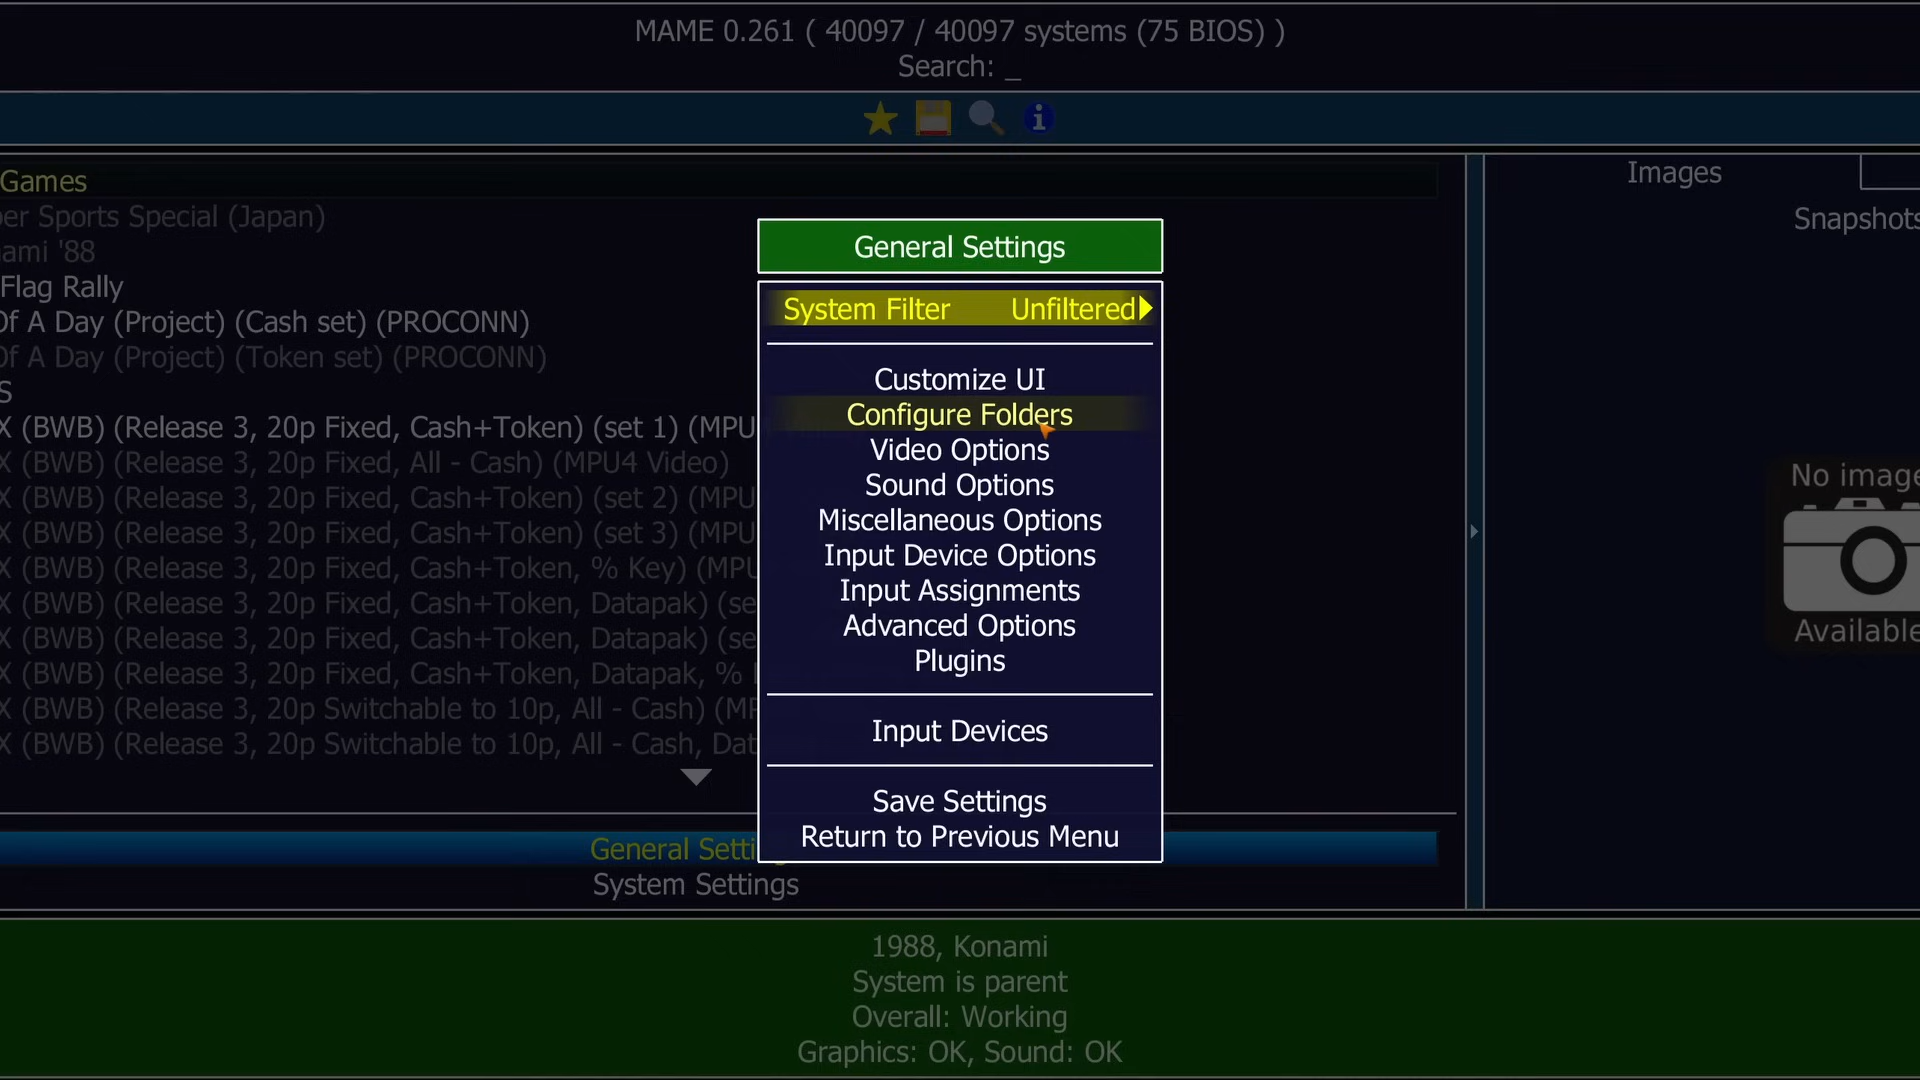 MAME 0.261 ( 40097 / 40097 systems (75 BIOS) )
Search: _
Games
er Sports Special (Japan)
ami '88
Flag Rally
Of A Day (Project) (Cash set) (PROCONN)
Of A Day (Project) (Token set) (PROCONN)
S
X (BWB) (Release 3, 20p Fixed, Cash+Token) (set 1) (MPU
X (BWB) (Release 3, 20p Fixed, All - Cash) (MPU4 Video)
X (BWB) (Release 3, 20p Fixed, Cash+Token) (set 2) (MPU
X (BWB) (Release 3, 20p Fixed, Cash+Token) (set 3) (MPU
X (BWB) (Release 3, 20p Fixed, Cash+Token, % Key) (MPU
X (BWB) (Release 3, 20p Fixed, Cash+Token, Datapak) (se
X (BWB) (Release 3, 20p Fixed, Cash+Token, Datapak) (se
X (BWB) (Release 3, 20p Fixed, Cash+Token, Datapak, %
X (BWB) (Release 3, 20p Switchable to 10p, All - Cash) (MP
X (BWB) (Release 3, 20p Switchable to 10p, All - Cash, Dat
General Setti
System Settings
General Settings
System Filter Unfiltered
Customize UI
Configure Folders
Video Options
Sound Options
Miscellaneous Options
Input Device Options
Input Assignments
Advanced Options
Plugins
Input Devices
Save Settings
Return to Previous Menu
Images
Snapshots
No image
Available
1988, Konami
System is parent
Overall: Working
Graphics: OK, Sound: OK